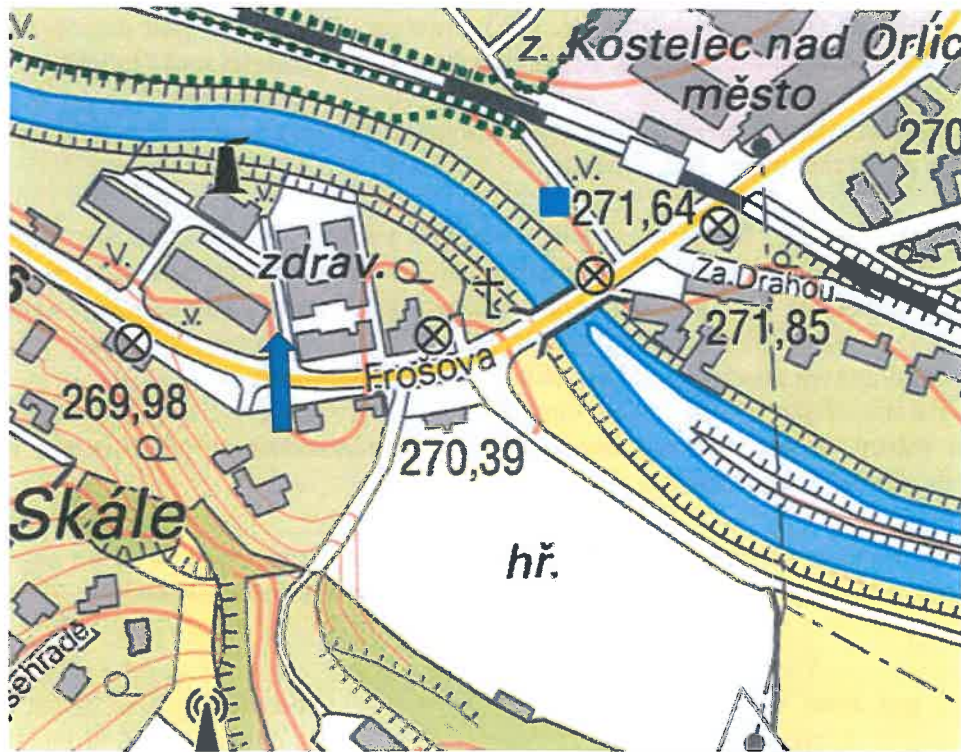 v.
z. Kostelec nad Orlic
město
270
v.
271,64
v.
zdrav.
v.
Za.Drahou
v.
271,85
Frošova
269,98
270,39
Skále
hř.
sehradě